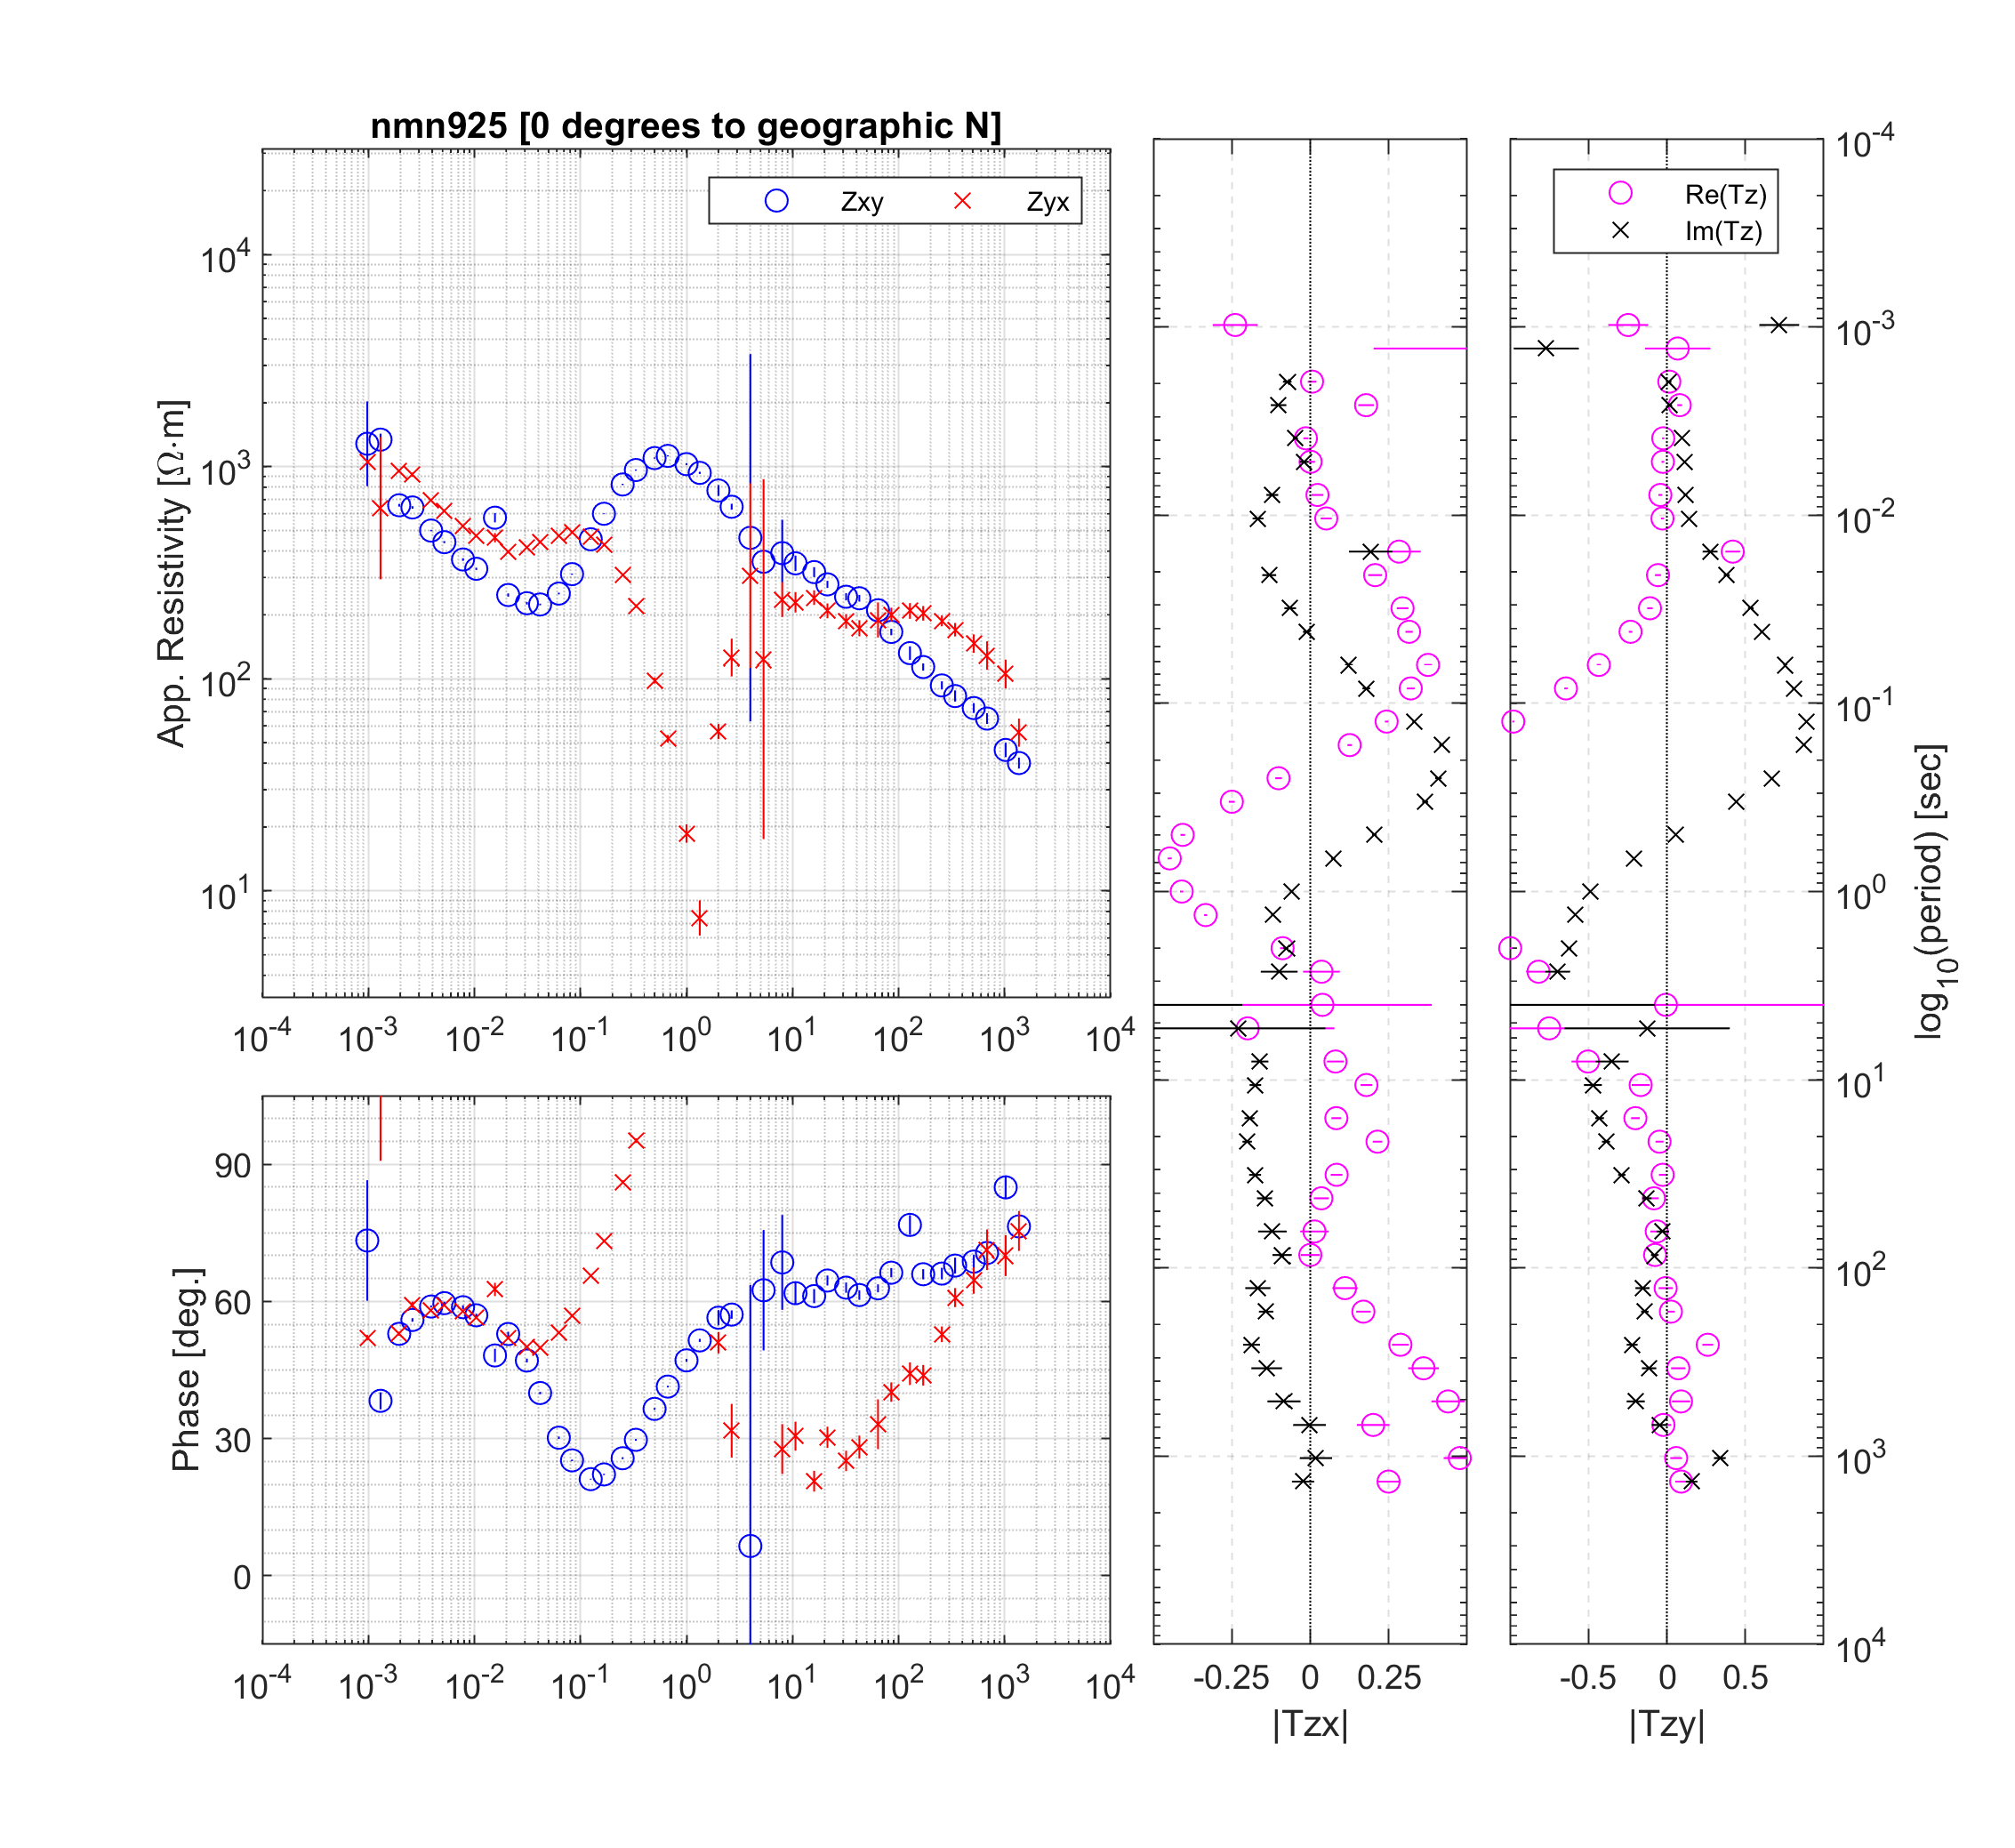 nmn925 [0 degrees to geographic N]
Zxy Zyx
App. Resistivity [Ω·m]
10^4
10^3
10^2
10^1
10^-4 10^-3 10^-2 10^-1 10^0 10^1 10^2 10^3 10^4
Phase [deg.]
90
60
30
0
10^-4 10^-3 10^-2 10^-1 10^0 10^1 10^2 10^3 10^4
-0.25 0 0.25
|Tzx|
Re(Tz)
Im(Tz)
-0.5 0 0.5
|Tzy|
10^-4
10^-3
10^-2
10^-1
10^0
10^1
10^2
10^3
10^4
log_10(period) [sec]